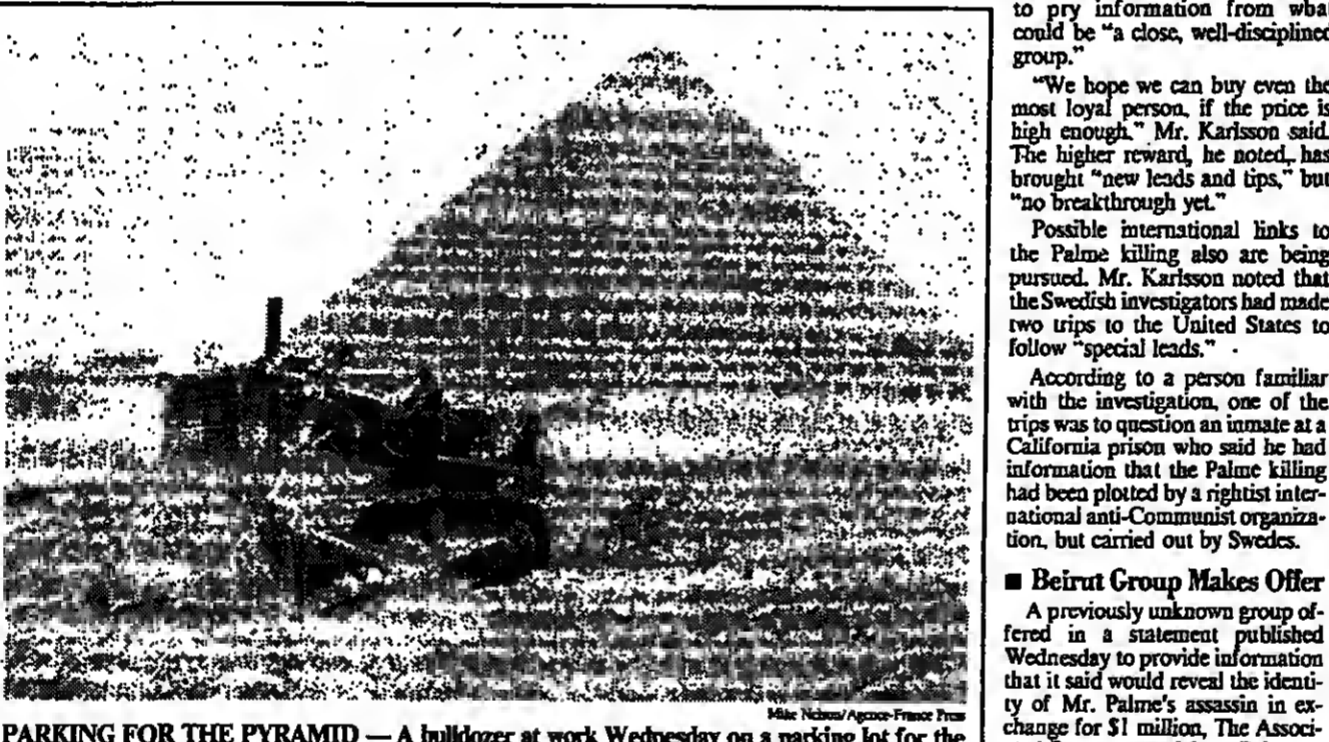 Mike Nelson/Agence-France Press
PARKING FOR THE PYRAMID — A bulldozer at work Wednesday on a parking lot for the
to pry information from what
could be “a close, well-disciplined
group.”
“We hope we can buy even the
most loyal person, if the price is
high enough.” Mr. Karlsson said.
The higher reward, he noted, has
brought “new leads and tips,” but
“no breakthrough yet.”
Possible international links to
the Palme killing also are being
pursued. Mr. Karlsson noted that
the Swedish investigators had made
two trips to the United States to
follow “special leads.”
According to a person familiar
with the investigation, one of the
trips was to question an inmate at a
California prison who said he had
information that the Palme killing
had been plotted by a rightist inter-
national anti-Communist organiza-
tion, but carried out by Swedes.
■ Beirut Group Makes Offer
A previously unknown group of-
fered in a statement published
Wednesday to provide information
that it said would reveal the identi-
ty of Mr. Palme's assassin in ex-
change for $1 million, The Associ-